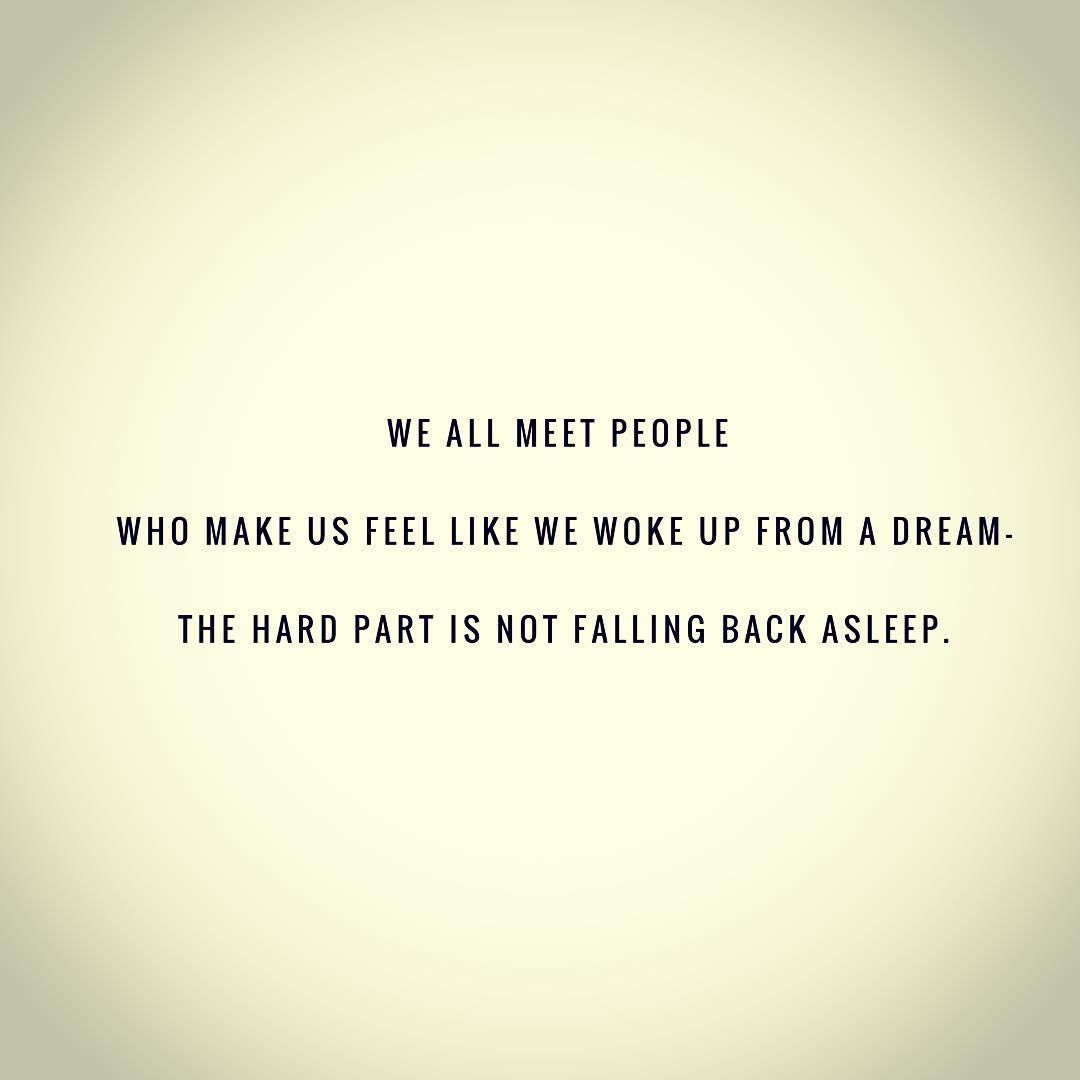 WE ALL MEET PEOPLE
WHO MAKE US FEEL LIKE WE WOKE UP FROM A DREAM-
THE HARD PART IS NOT FALLING BACK ASLEEP.